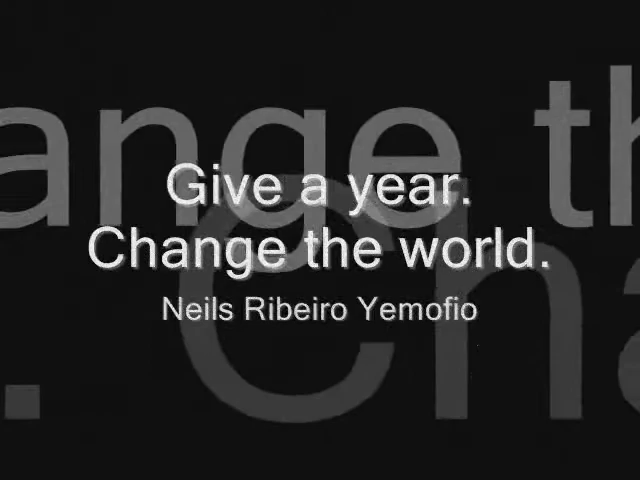 ange th
Give a year.
Change the world.
Neils Ribeiro Yemofio
. Cha